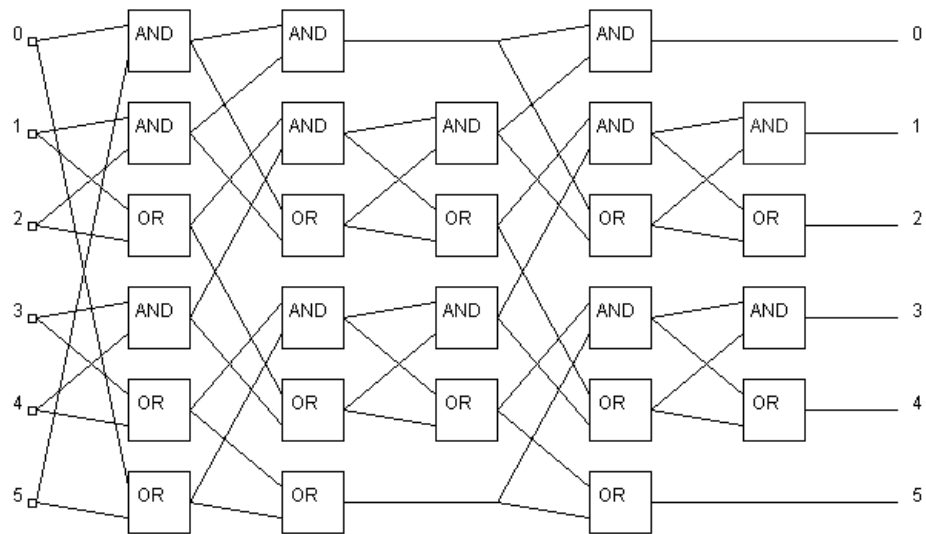 0 AND AND AND 0
1 AND AND AND AND AND 1
2 OR OR OR OR OR 2
3 AND AND AND AND AND 3
4 OR OR OR OR OR 4
5 OR OR OR 5